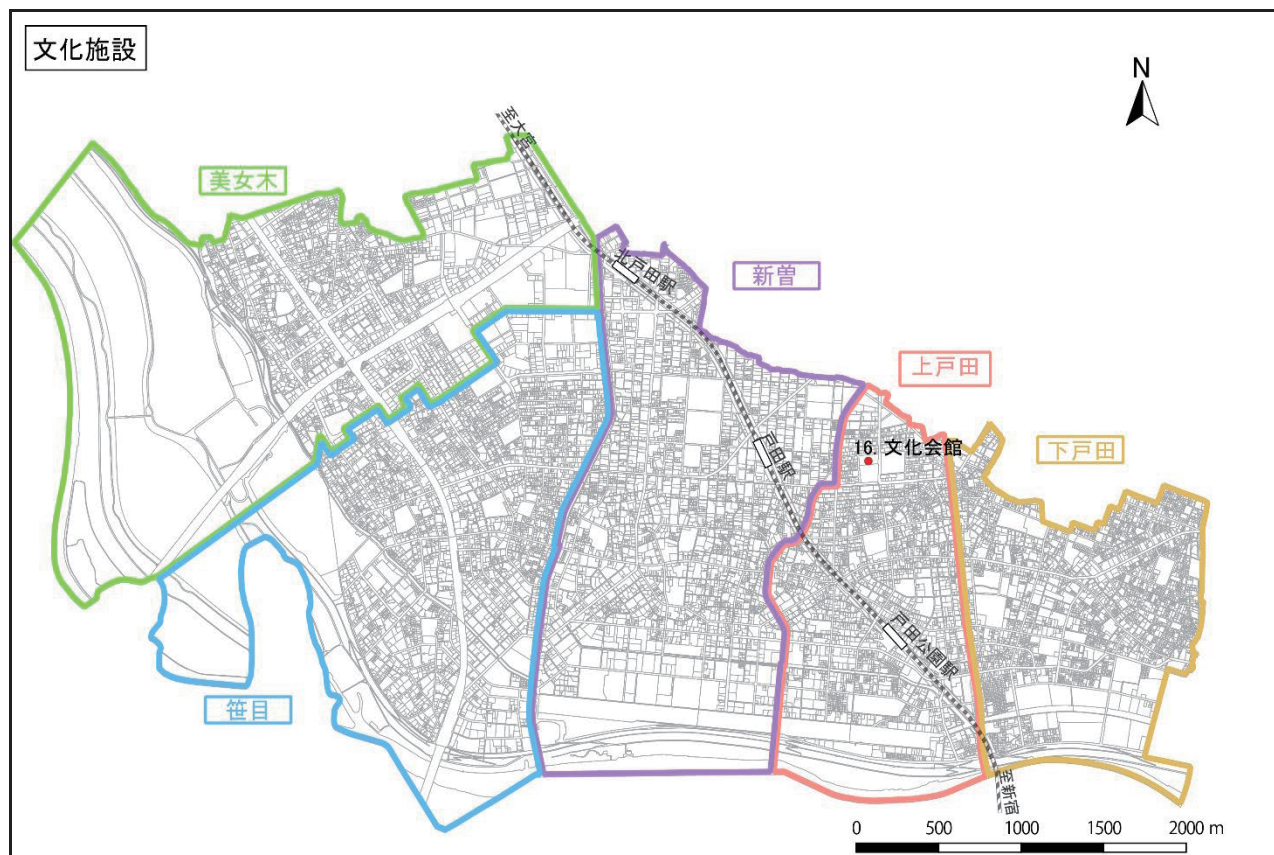 文化施設
N
至大宮
美女木
北戸田駅
新曽
上戸田
16. 文化会館
戸田駅
下戸田
戸田公園駅
笹目
至新宿
0 500 1000 1500 2000 m